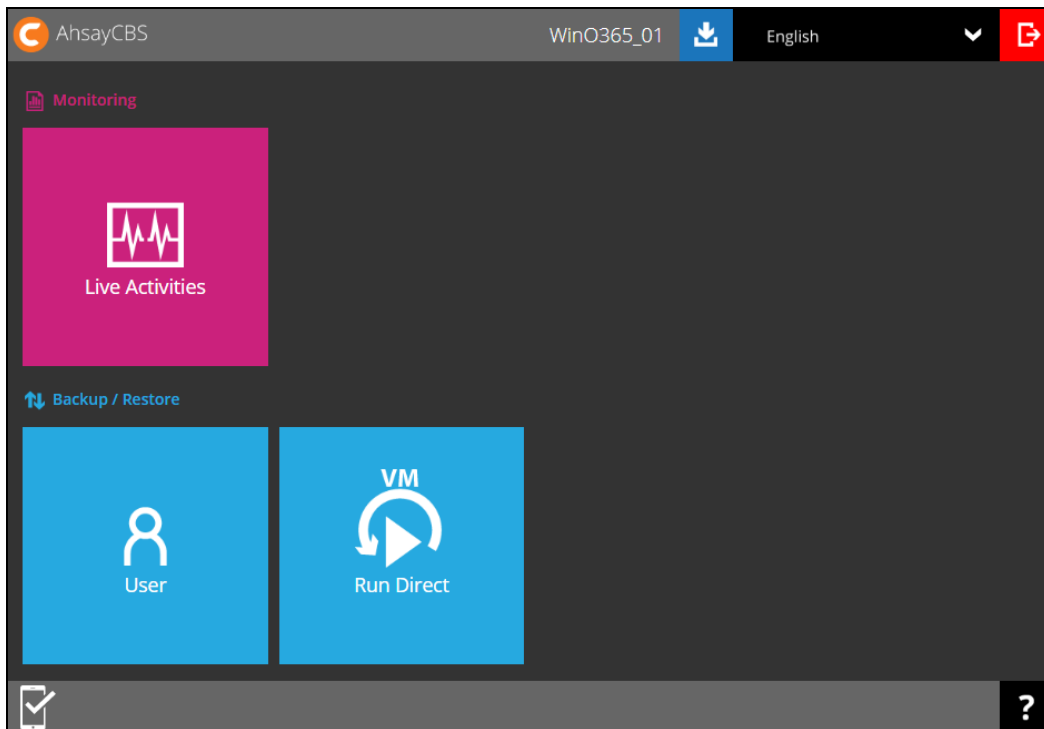 AhsayCBS
WinO365_01
English
Monitoring
Live Activities
Backup / Restore
User
VM
Run Direct
?